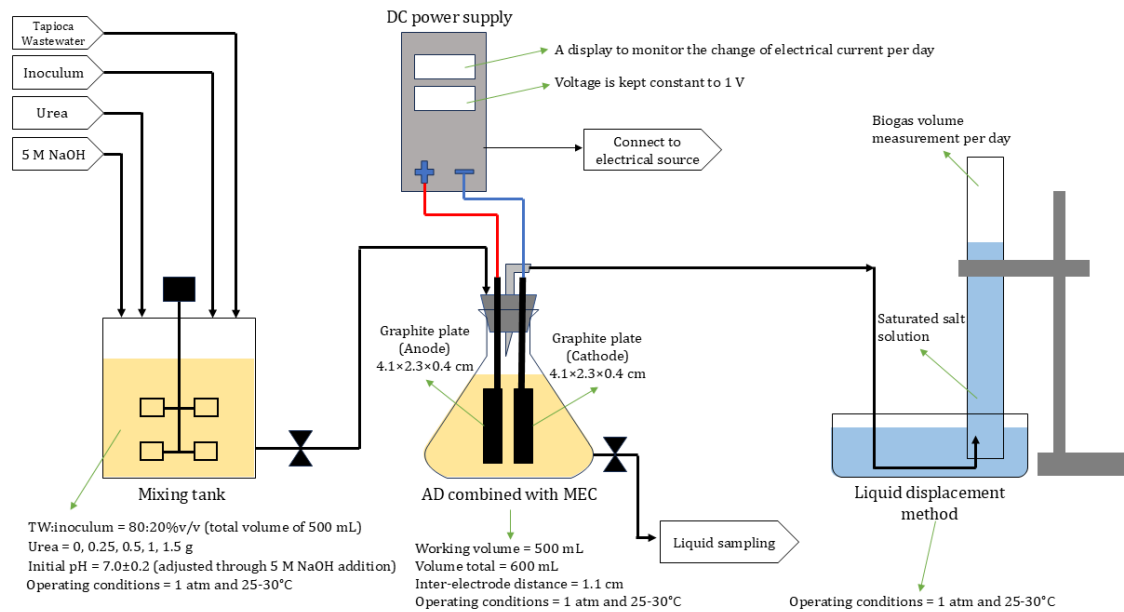 DC power supply
Tapioca
Wastewater
Inoculum
Urea
5 M NaOH
A display to monitor the change of electrical current per day
Voltage is kept constant to 1 V
Connect to
electrical source
Biogas volume
measurement per day
Graphite plate
(Anode)
4.1×2.3×0.4 cm
Graphite plate
(Cathode)
4.1×2.3×0.4 cm
Saturated salt
solution
Mixing tank
AD combined with MEC
Liquid displacement
method
TW:inoculum = 80:20%v/v (total volume of 500 mL)
Urea = 0, 0.25, 0.5, 1, 1.5 g
Initial pH = 7.0±0.2 (adjusted through 5 M NaOH addition)
Operating conditions = 1 atm and 25-30°C
Working volume = 500 mL
Volume total = 600 mL
Inter-electrode distance = 1.1 cm
Operating conditions = 1 atm and 25-30°C
Liquid sampling
Operating conditions = 1 atm and 25-30°C